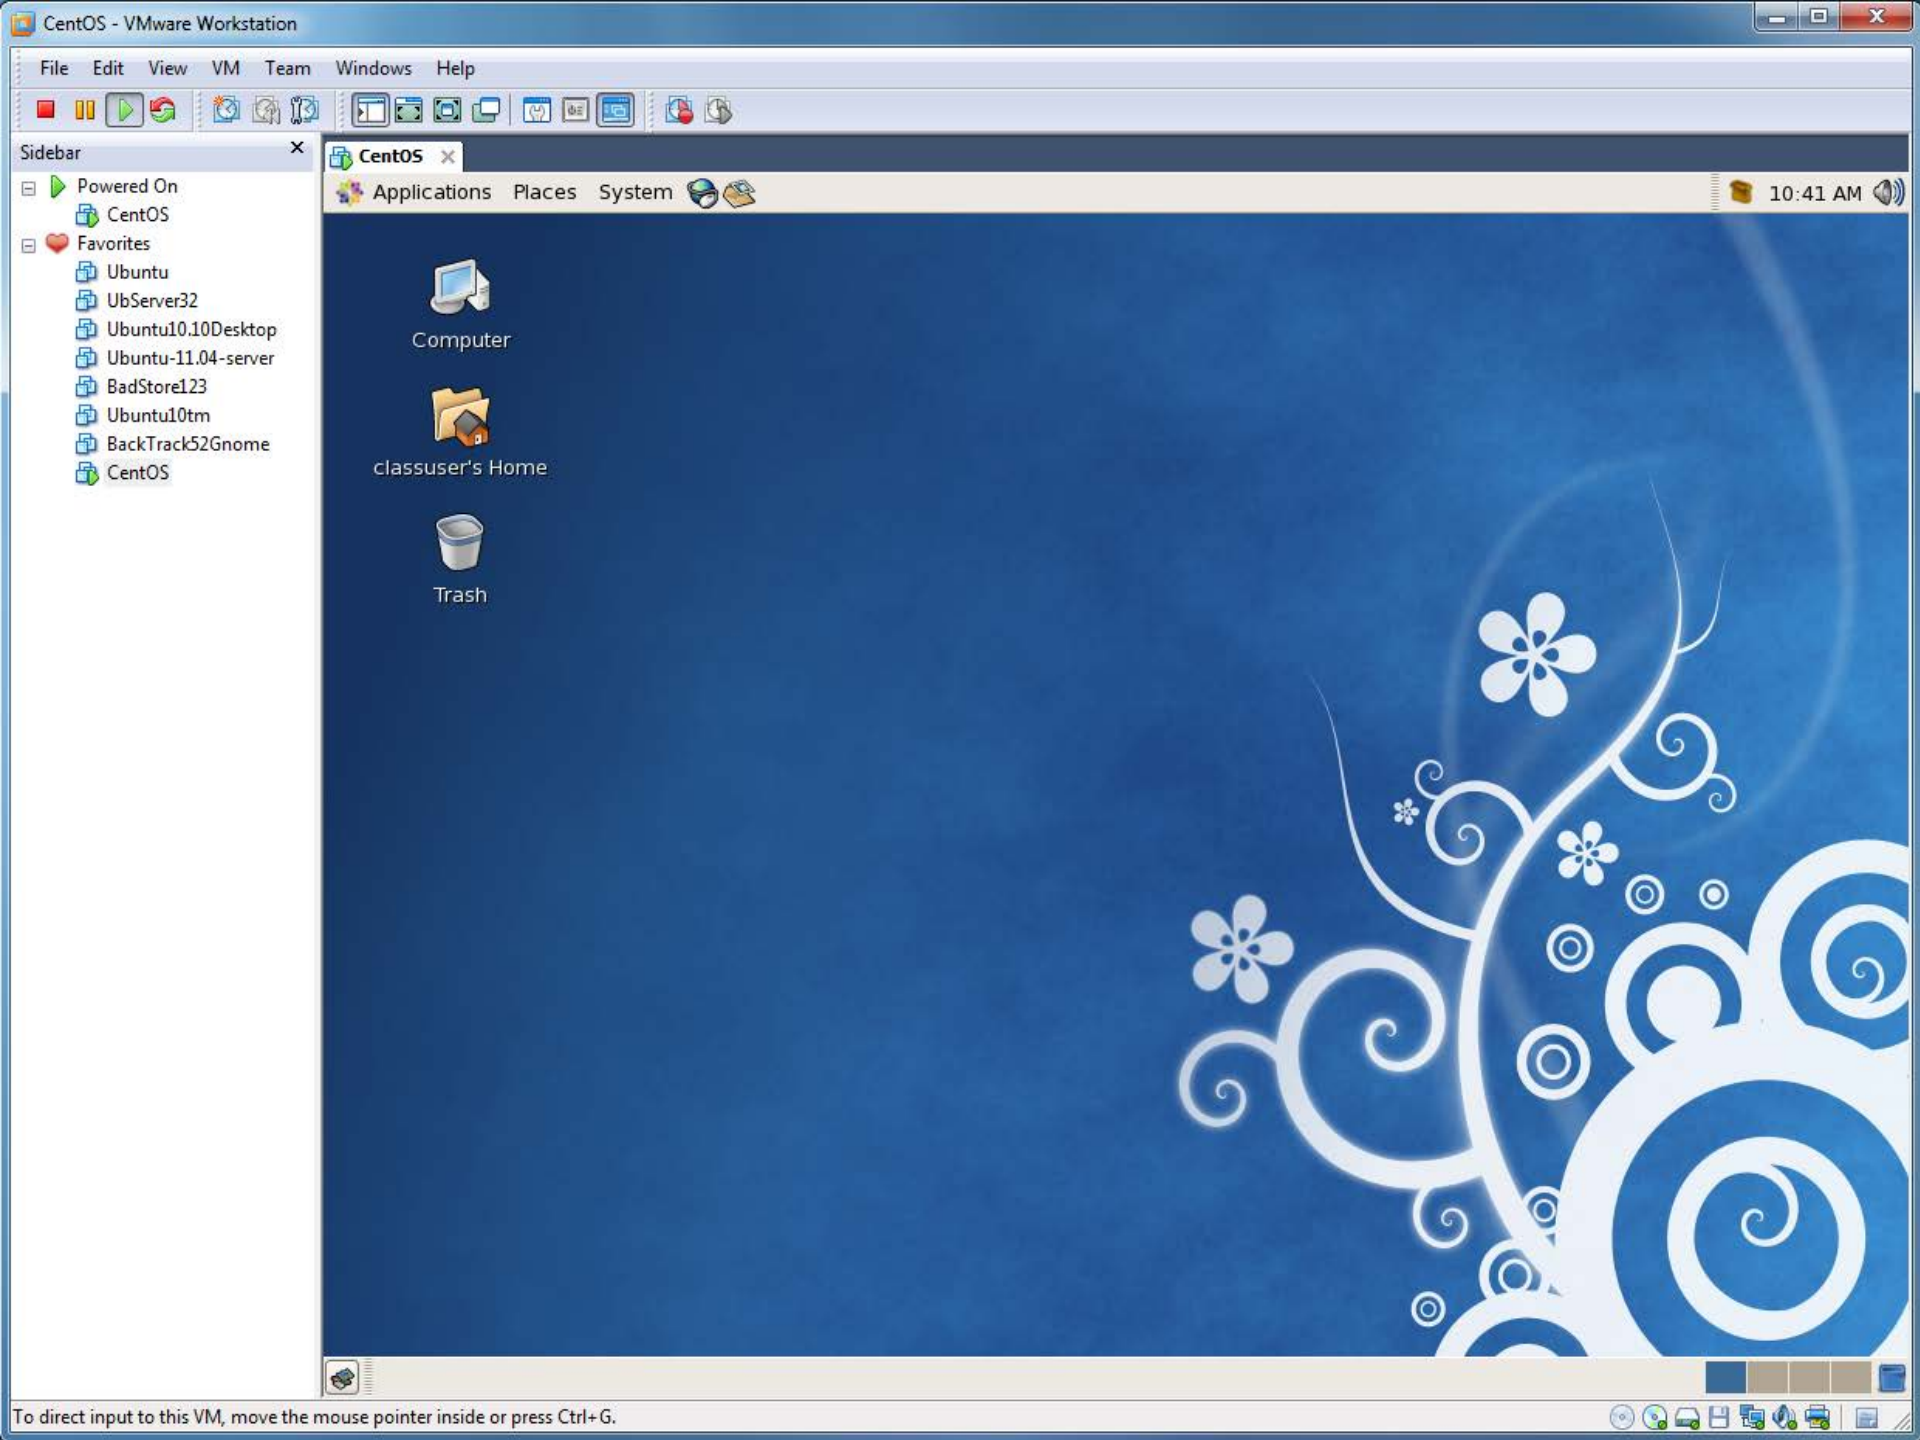 CentOS - VMware Workstation
File Edit View VM Team Windows Help
Sidebar
CentOS
Powered On
CentOS
Favorites
Ubuntu
UbServer32
Ubuntu10.10Desktop
Ubuntu-11.04-server
BadStore123
Ubuntu10tm
BackTrack52Gnome
CentOS
Applications Places System
10:41 AM
Computer
classuser's Home
Trash
To direct input to this VM, move the mouse pointer inside or press Ctrl+G.